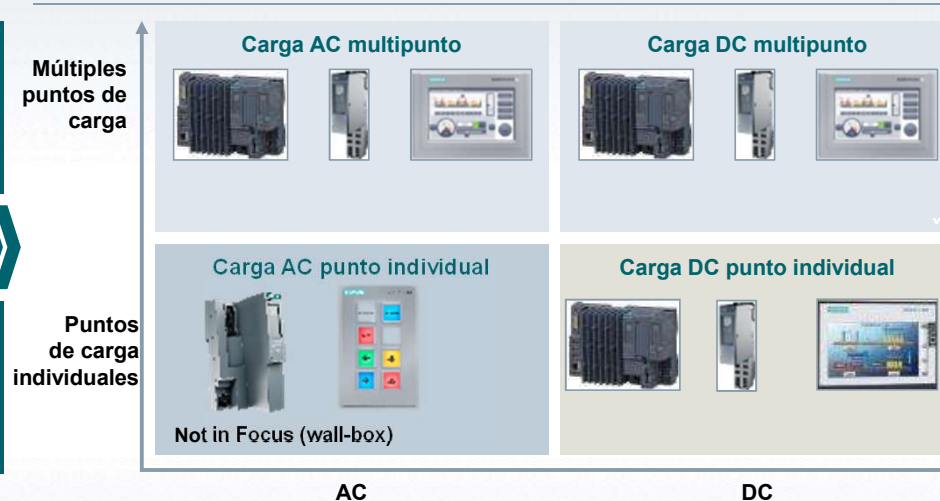 Múltiples
puntos de
carga
Carga AC multipunto
Carga DC multipunto
Puntos
de carga
individuales
Carga AC punto individual
Not in Focus (wall-box)
Carga DC punto individual
AC
DC